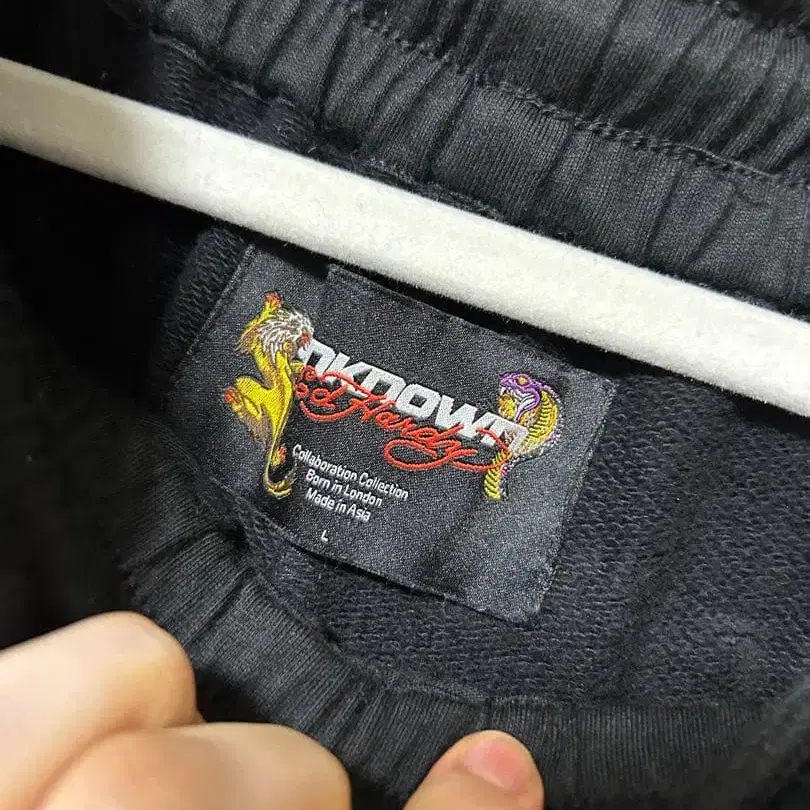 NKNOWN
Ed Hardy
Collaboration Collection
Born in London
Made in Asia
L